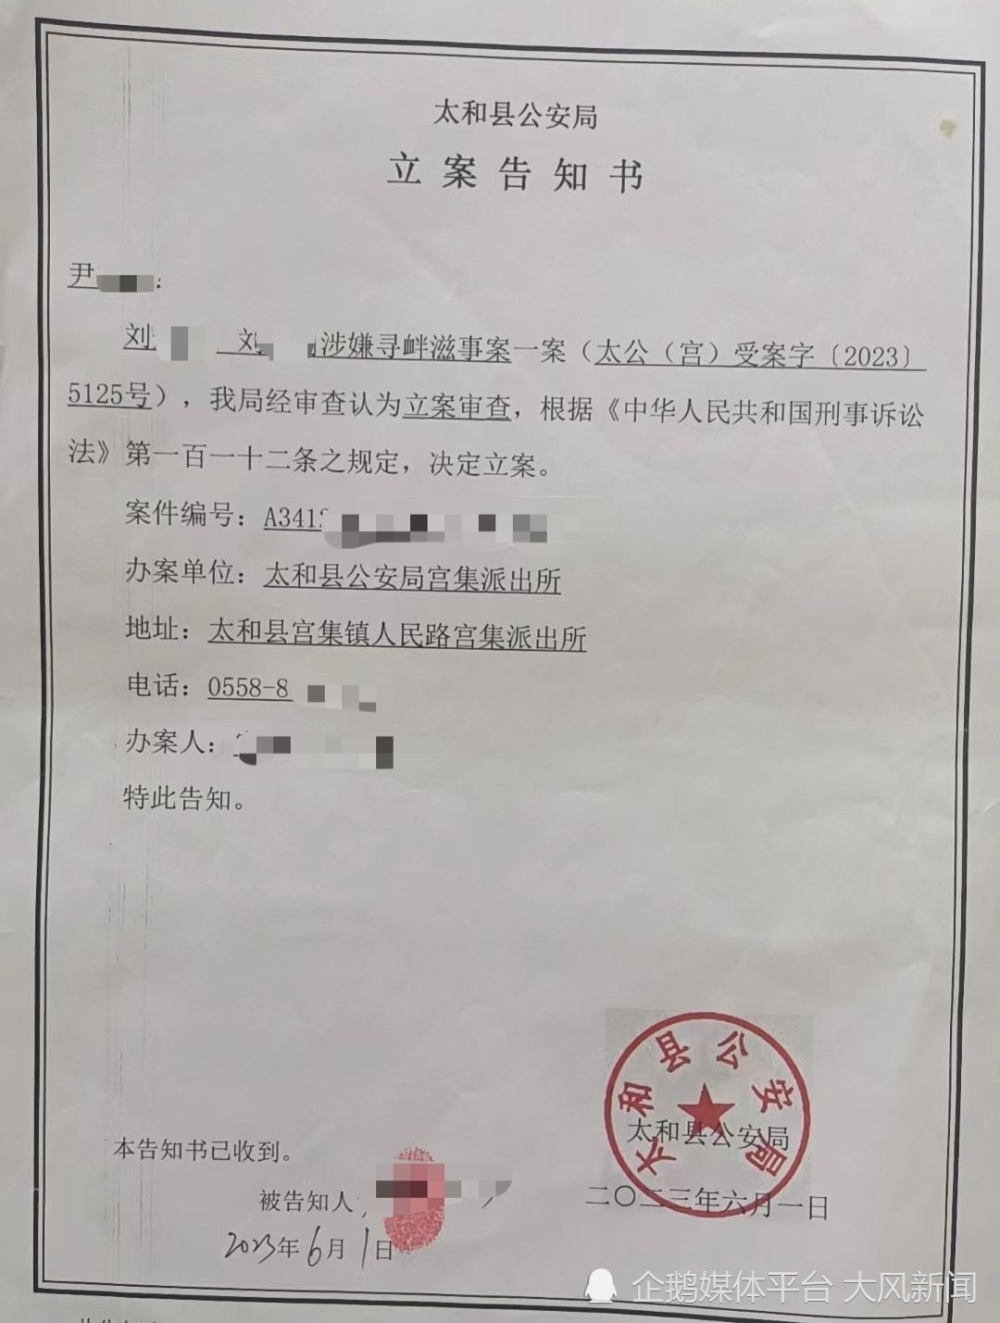 太和县公安局
立案告知书
尹
刘 刘 涉嫌寻衅滋事案一案（太公（宫）受案字〔2023〕
5125号），我局经审查认为立案审查，根据《中华人民共和国刑事诉讼
法》第一百一十二条之规定，决定立案。
案件编号：A341
办案单位：太和县公安局宫集派出所
地址：太和县宫集镇人民路宫集派出所
电话：0558-8
办案人：
特此告知。
太和县公安局
太和县公安局
二〇二三年六月一日
本告知书已收到。
被告知人
2023年6月1日
企鹅媒体平台 大风新闻